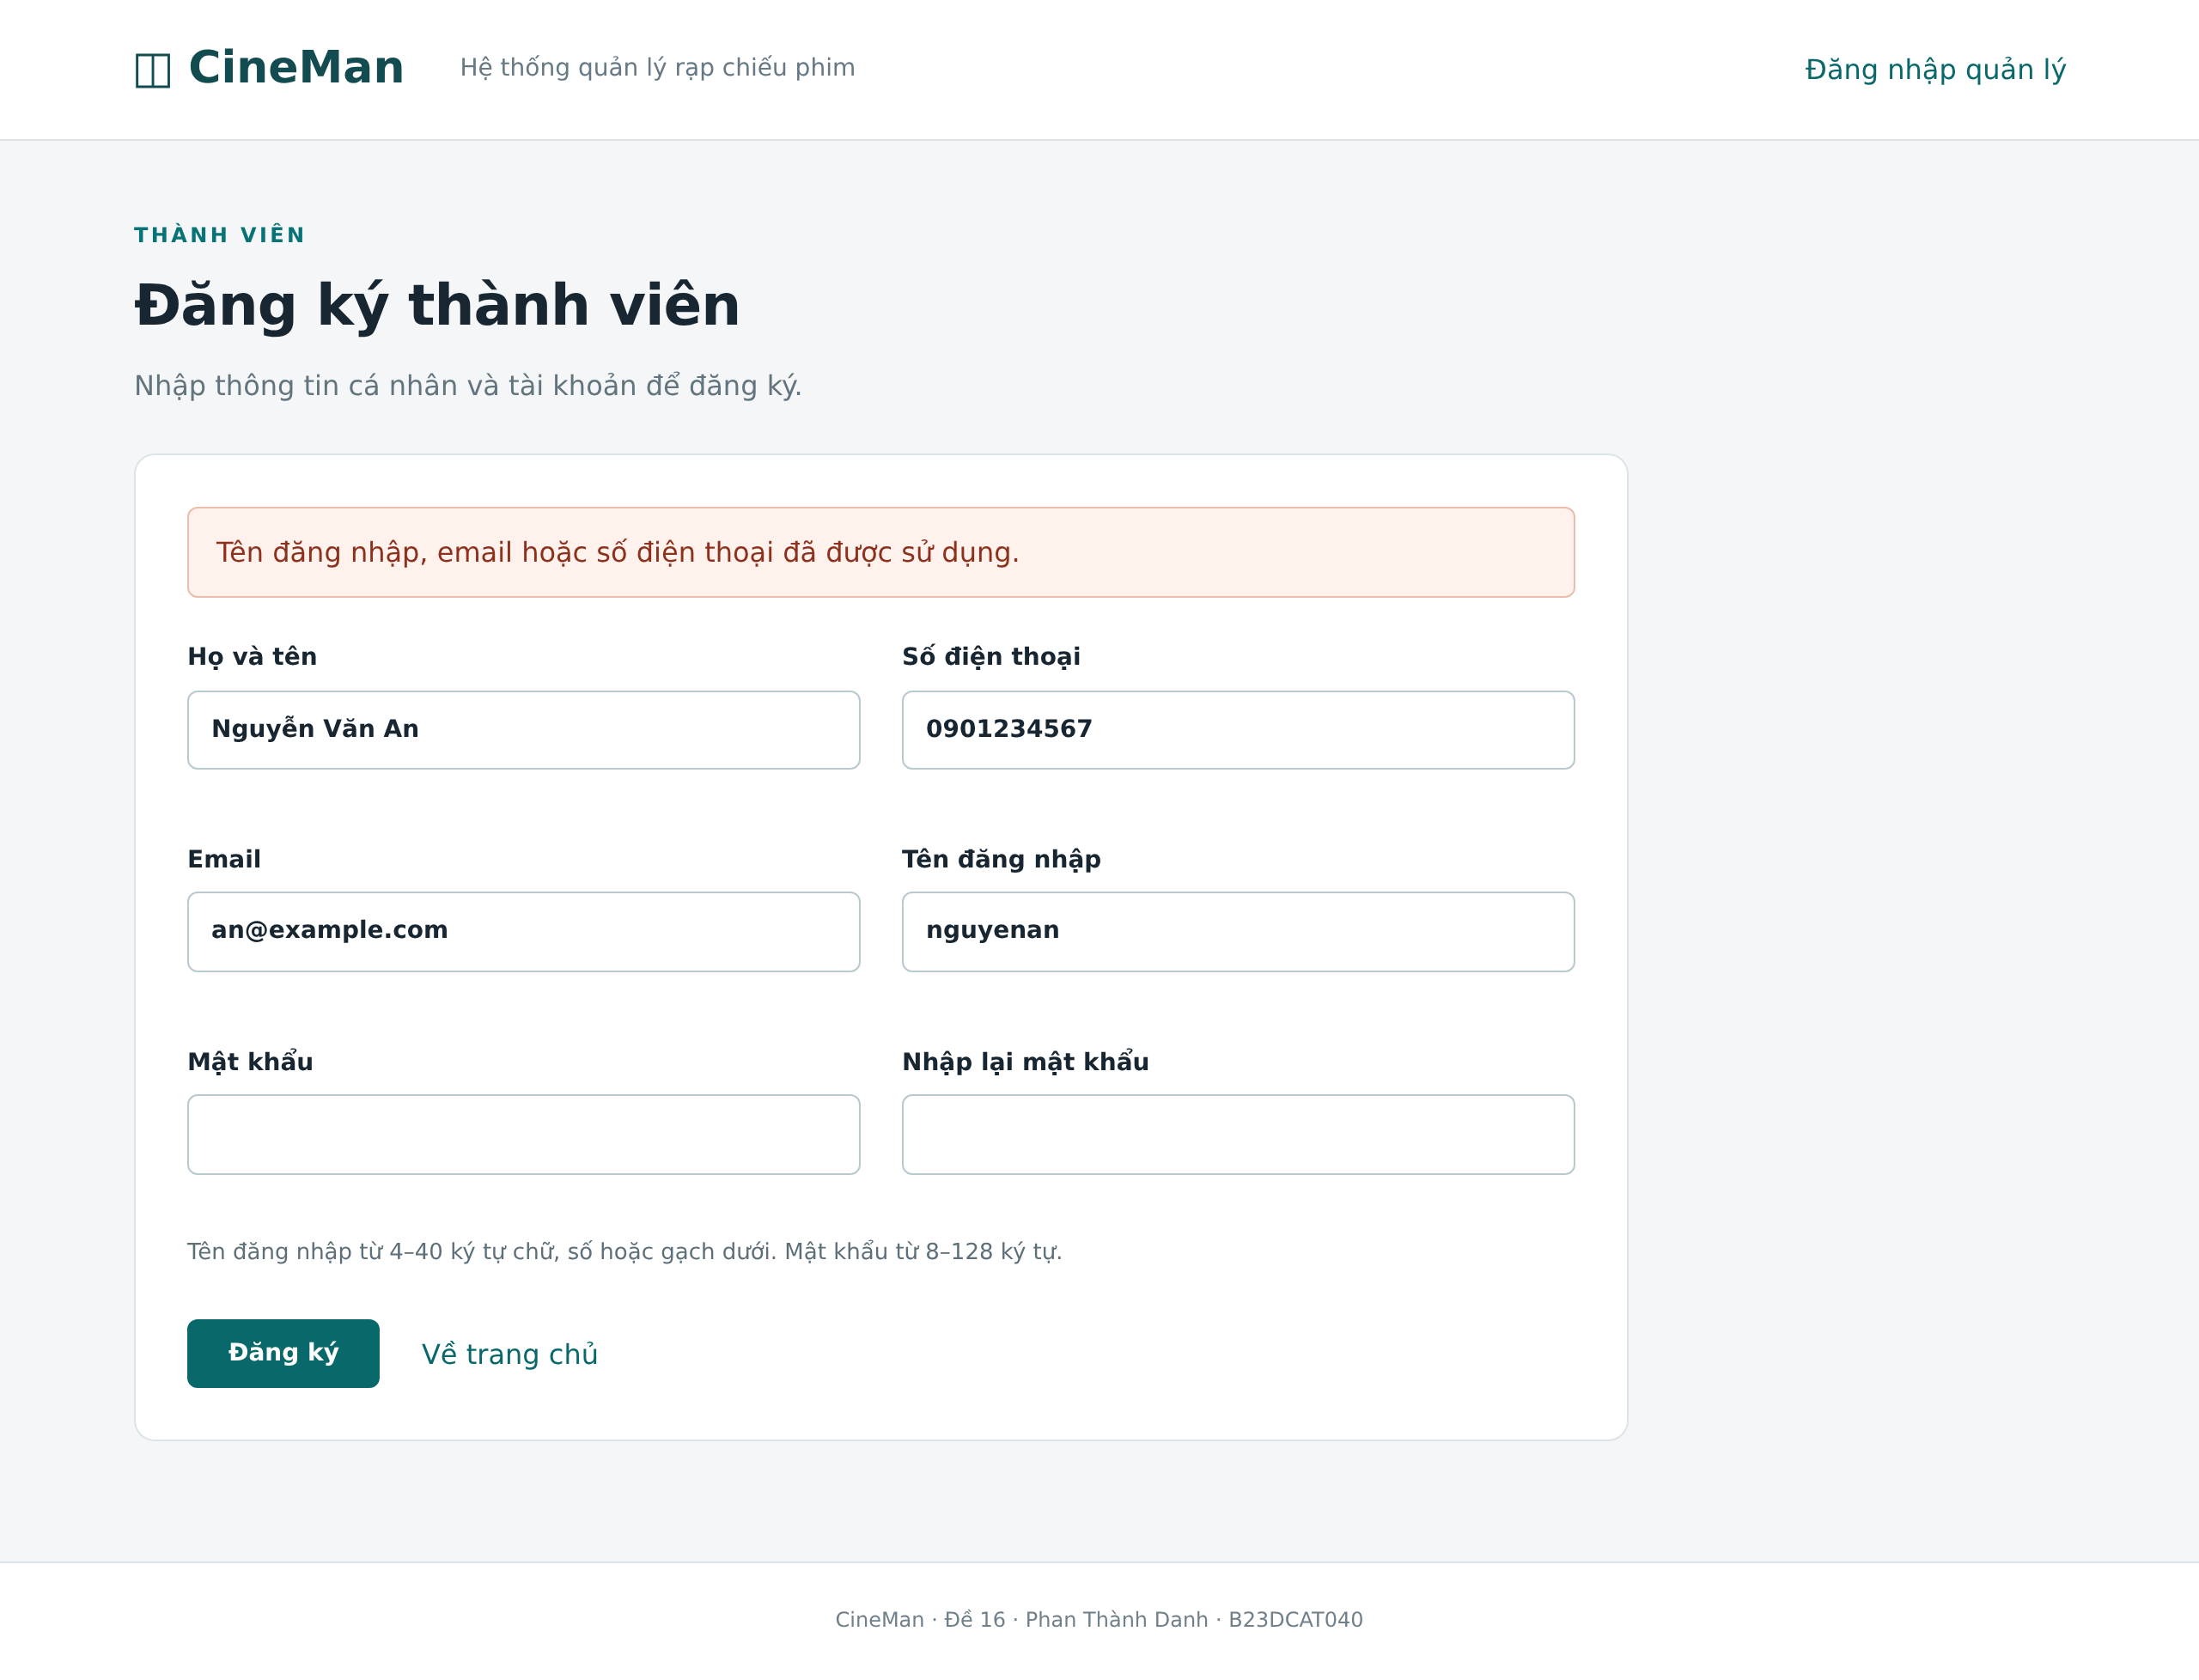 CineMan
Hệ thống quản lý rạp chiếu phim
Đăng nhập quản lý
THÀNH VIÊN
Đăng ký thành viên
Nhập thông tin cá nhân và tài khoản để đăng ký.
Tên đăng nhập, email hoặc số điện thoại đã được sử dụng.
Họ và tên
Số điện thoại
Nguyễn Văn An
0901234567
Email
Tên đăng nhập
an@example.com
nguyenan
Mật khẩu
Nhập lại mật khẩu
Tên đăng nhập từ 4–40 ký tự chữ, số hoặc gạch dưới. Mật khẩu từ 8–128 ký tự.
Đăng ký
Về trang chủ
CineMan · Đề 16 · Phan Thành Danh · B23DCAT040